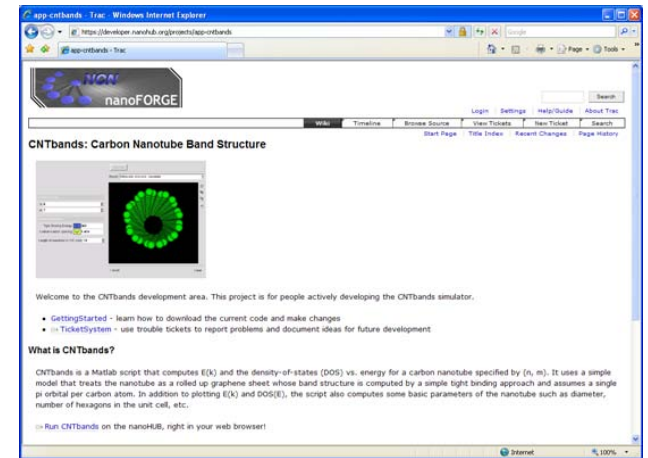 app-cntbands - Trac - Windows Internet Explorer
https://developer.nanohub.org/projects/app-cntbands
Google
app-cntbands - Trac
Page
Tools
NCN
nanoFORGE
Search
Login
Settings
Help/Guide
About Trac
Wiki
Timeline
Browse Source
View Tickets
New Ticket
Search
Start Page
Title Index
Recent Changes
Page History
CNTbands: Carbon Nanotube Band Structure
Welcome to the CNTbands development area. This project is for people actively developing the CNTbands simulator.
• GettingStarted - learn how to download the current code and make changes
• TicketSystem - use trouble tickets to report problems and document ideas for future development
What is CNTbands?
CNTbands is a Matlab script that computes E(k) and the density-of-states (DOS) vs. energy for a carbon nanotube specified by (n, m). It uses a simple
model that treats the nanotube as a rolled up graphene sheet whose band structure is computed by a simple tight binding approach and assumes a single
pi orbital per carbon atom. In addition to plotting E(k) and DOS(E), the script also computes some basic parameters of the nanotube such as diameter,
number of hexagons in the unit cell, etc.
Run CNTbands on the nanoHUB, right in your web browser!
Internet
100%